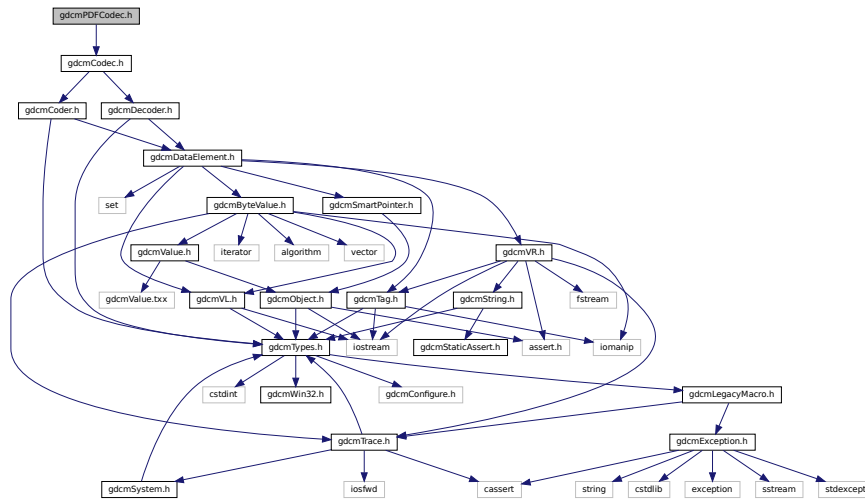 gdcmPDFCodec.h
gdcmCodec.h
gdcmCoder.h
gdcmDecoder.h
gdcmDataElement.h
set
gdcmByteValue.h
gdcmSmartPointer.h
gdcmValue.h
iterator
algorithm
vector
gdcmVR.h
gdcmValue.txx
gdcmVL.h
gdcmObject.h
gdcmTag.h
gdcmString.h
fstream
gdcmTypes.h
iostream
gdcmStaticAssert.h
assert.h
iomanip
cstdint
gdcmWin32.h
gdcmConfigure.h
gdcmLegacyMacro.h
gdcmTrace.h
gdcmException.h
gdcmSystem.h
iosfwd
cassert
string
cstdlib
exception
sstream
stdexcept